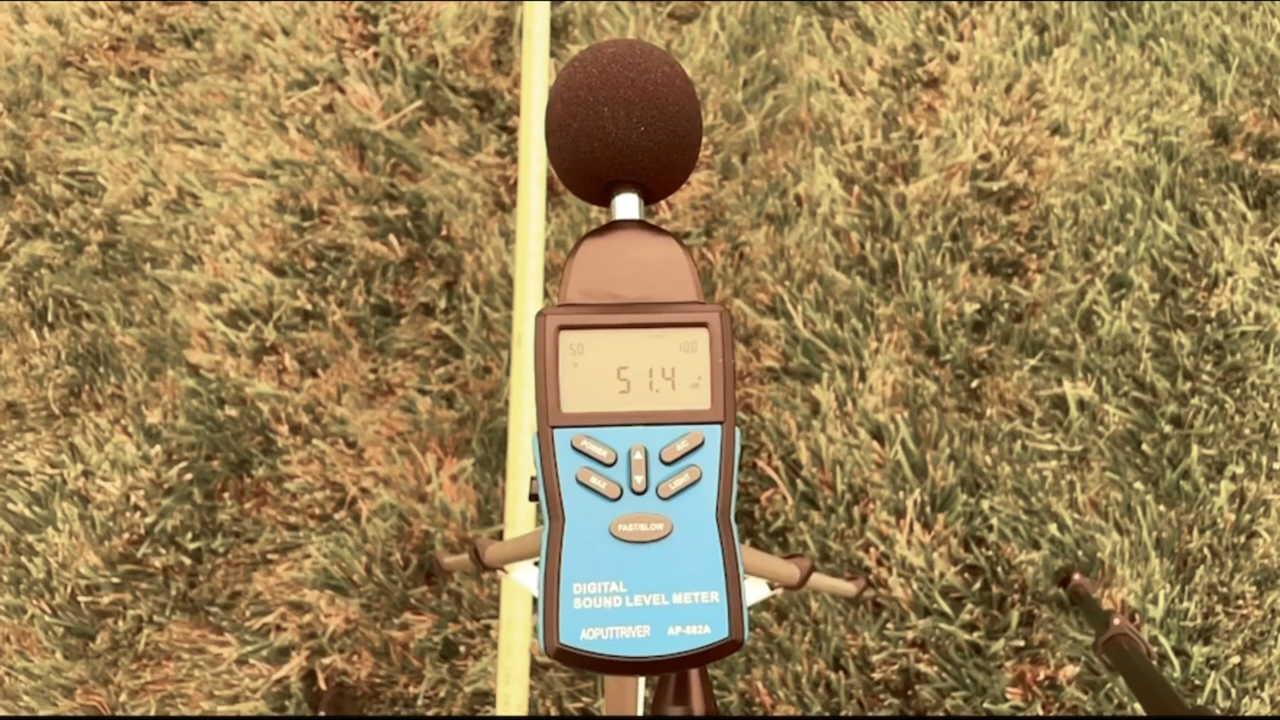 50 100
51.4
POWER A/C
MAX LIGHT
FAST/SLOW
DIGITAL
SOUND LEVEL METER
AOPUTTRIVER AP-882A